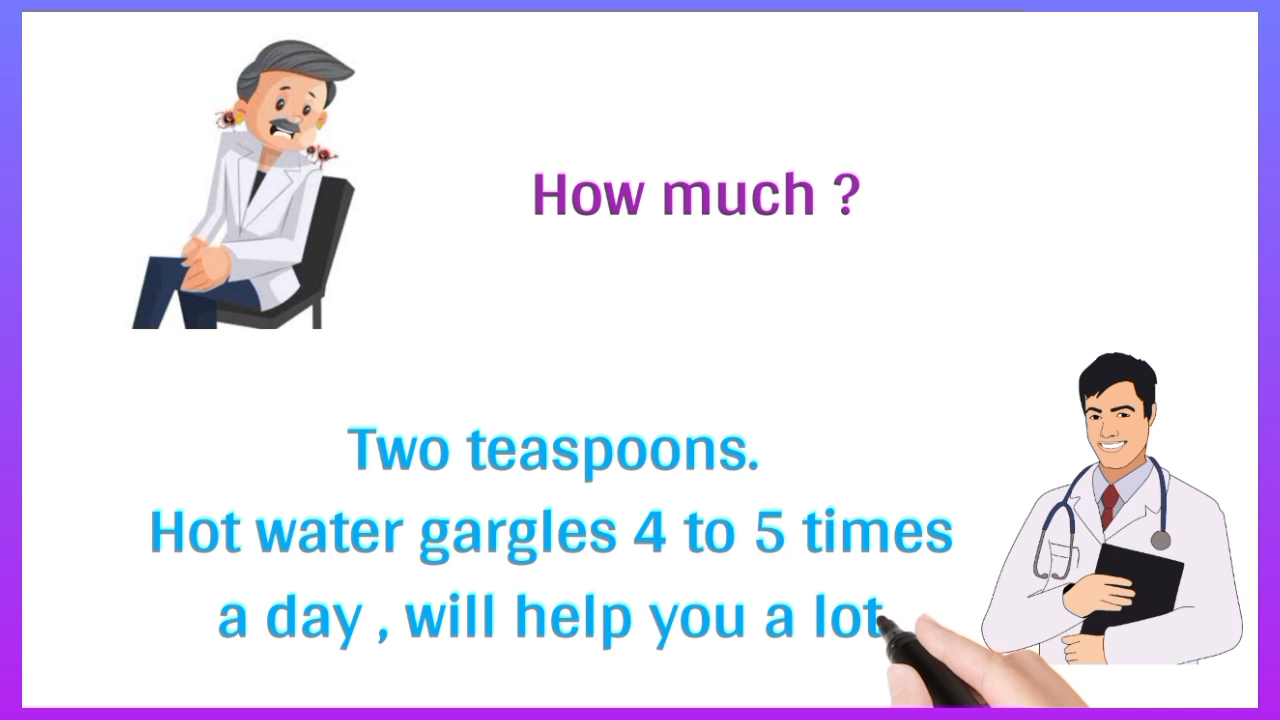 How much ?
Two teaspoons.
Hot water gargles 4 to 5 times
a day , will help you a lot